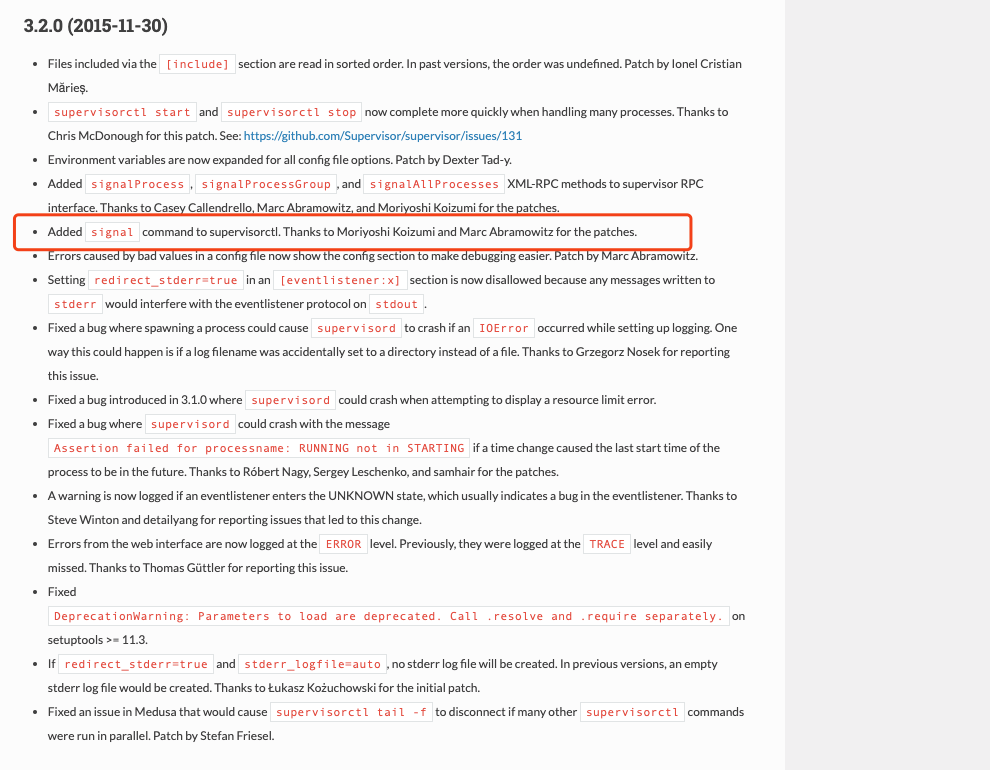 3.2.0 (2015-11-30)
Files included via the [include] section are read in sorted order. In past versions, the order was undefined. Patch by Ionel Cristian
Mărieș.
supervisorctl start and supervisorctl stop now complete more quickly when handling many processes. Thanks to
Chris McDonough for this patch. See: https://github.com/Supervisor/supervisor/issues/131
Environment variables are now expanded for all config file options. Patch by Dexter Tad-y.
Added signalProcess, signalProcessGroup, and signalAllProcesses XML-RPC methods to supervisor RPC
interface. Thanks to Casey Callendrello, Marc Abramowitz, and Moriyoshi Koizumi for the patches.
Added signal command to supervisorctl. Thanks to Moriyoshi Koizumi and Marc Abramowitz for the patches.
Errors caused by bad values in a config file now show the config section to make debugging easier. Patch by Marc Abramowitz.
Setting redirect_stderr=true in an [eventlistener:x] section is now disallowed because any messages written to
stderr would interfere with the eventlistener protocol on stdout.
Fixed a bug where spawning a process could cause supervisord to crash if an IOError occurred while setting up logging. One
way this could happen is if a log filename was accidentally set to a directory instead of a file. Thanks to Grzegorz Nosek for reporting
this issue.
Fixed a bug introduced in 3.1.0 where supervisord could crash when attempting to display a resource limit error.
Fixed a bug where supervisord could crash with the message
Assertion failed for processname: RUNNING not in STARTING if a time change caused the last start time of the
process to be in the future. Thanks to Róbert Nagy, Sergey Leschenko, and samhair for the patches.
A warning is now logged if an eventlistener enters the UNKNOWN state, which usually indicates a bug in the eventlistener. Thanks to
Steve Winton and detailyang for reporting issues that led to this change.
Errors from the web interface are now logged at the ERROR level. Previously, they were logged at the TRACE level and easily
missed. Thanks to Thomas Güttler for reporting this issue.
Fixed
DeprecationWarning: Parameters to load are deprecated. Call .resolve and .require separately. on
setuptools >= 11.3.
If redirect_stderr=true and stderr_logfile=auto, no stderr log file will be created. In previous versions, an empty
stderr log file would be created. Thanks to Łukasz Kożuchowski for the initial patch.
Fixed an issue in Medusa that would cause supervisorctl tail -f to disconnect if many other supervisorctl commands
were run in parallel. Patch by Stefan Friesel.